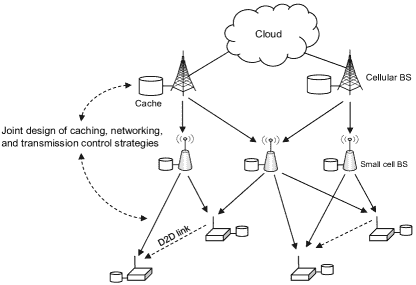 Cloud
Cellular BS
Cache
Joint design of caching, networking,
and transmission control strategies
Small cell BS
D2D link